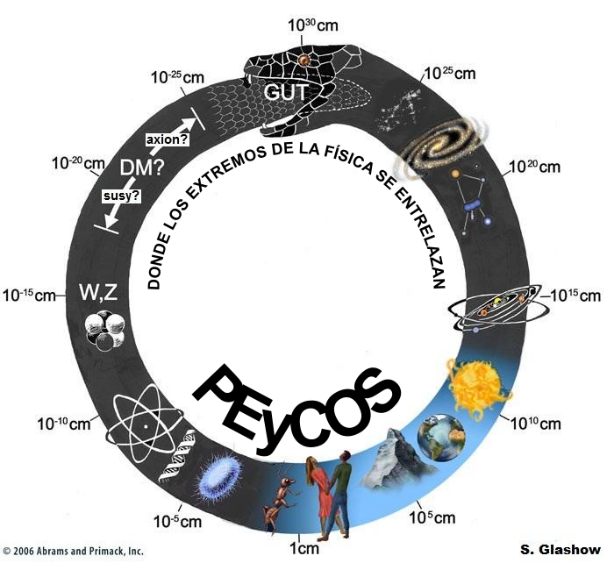 10³⁰cm
10⁻²⁵cm
GUT
10²⁵cm
axion?
DM?
susy?
10⁻²⁰cm
10²⁰cm
DONDE LOS EXTREMOS DE LA FÍSICA SE ENTRELAZAN
10⁻¹⁵cm
W,Z
10¹⁵cm
PEyCOS
10⁻¹⁰cm
10¹⁰cm
10⁻⁵cm
10⁵cm
1cm
© 2006 Abrams and Primack, Inc.
S. Glashow